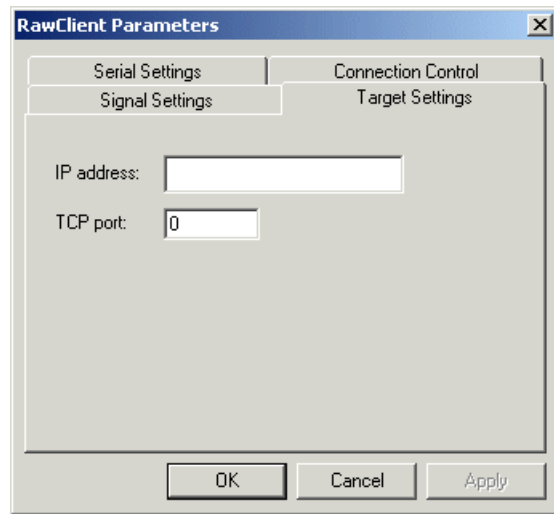 RawClient Parameters
Serial Settings
Connection Control
Signal Settings
Target Settings
IP address:
TCP port:
0
OK
Cancel
Apply